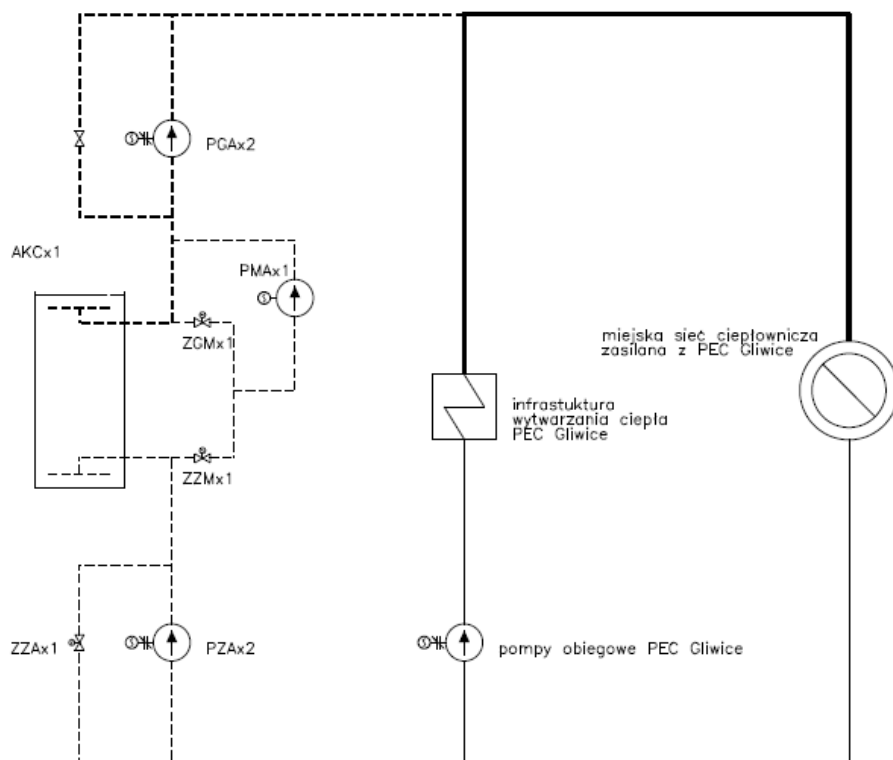 PGAx2
AKCx1
PMAx1
ZGMx1
miejska sieć ciepłownicza
zasilana z PEC Gliwice
infrastuktura
wytwarzania ciepła
PEC Gliwice
ZZMx1
ZZAx1
PZAx2
pompy obiegowe PEC Gliwice